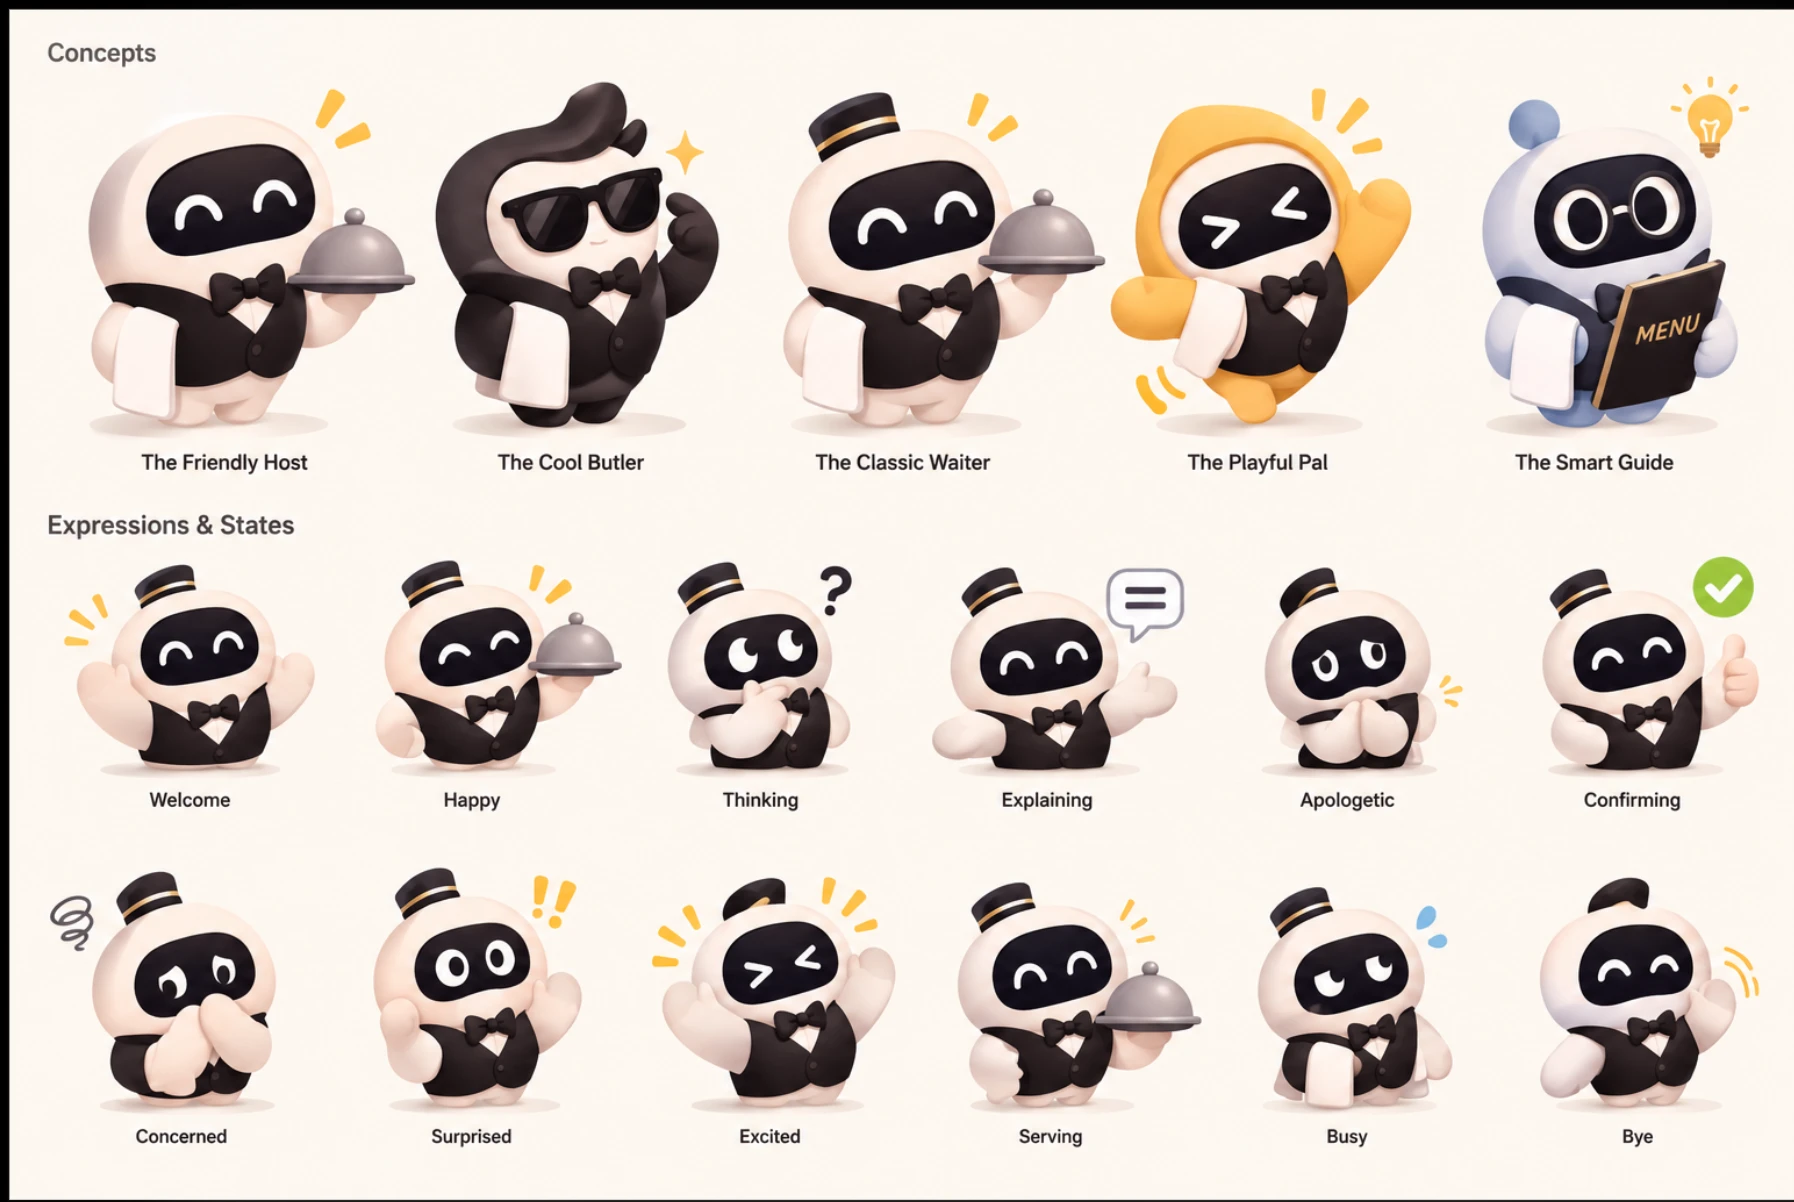 Concepts
The Friendly Host
The Cool Butler
The Classic Waiter
The Playful Pal
MENU
The Smart Guide
Expressions & States
?
Welcome
Happy
Thinking
Explaining
Apologetic
Confirming
!!
Concerned
Surprised
Excited
Serving
Busy
Bye